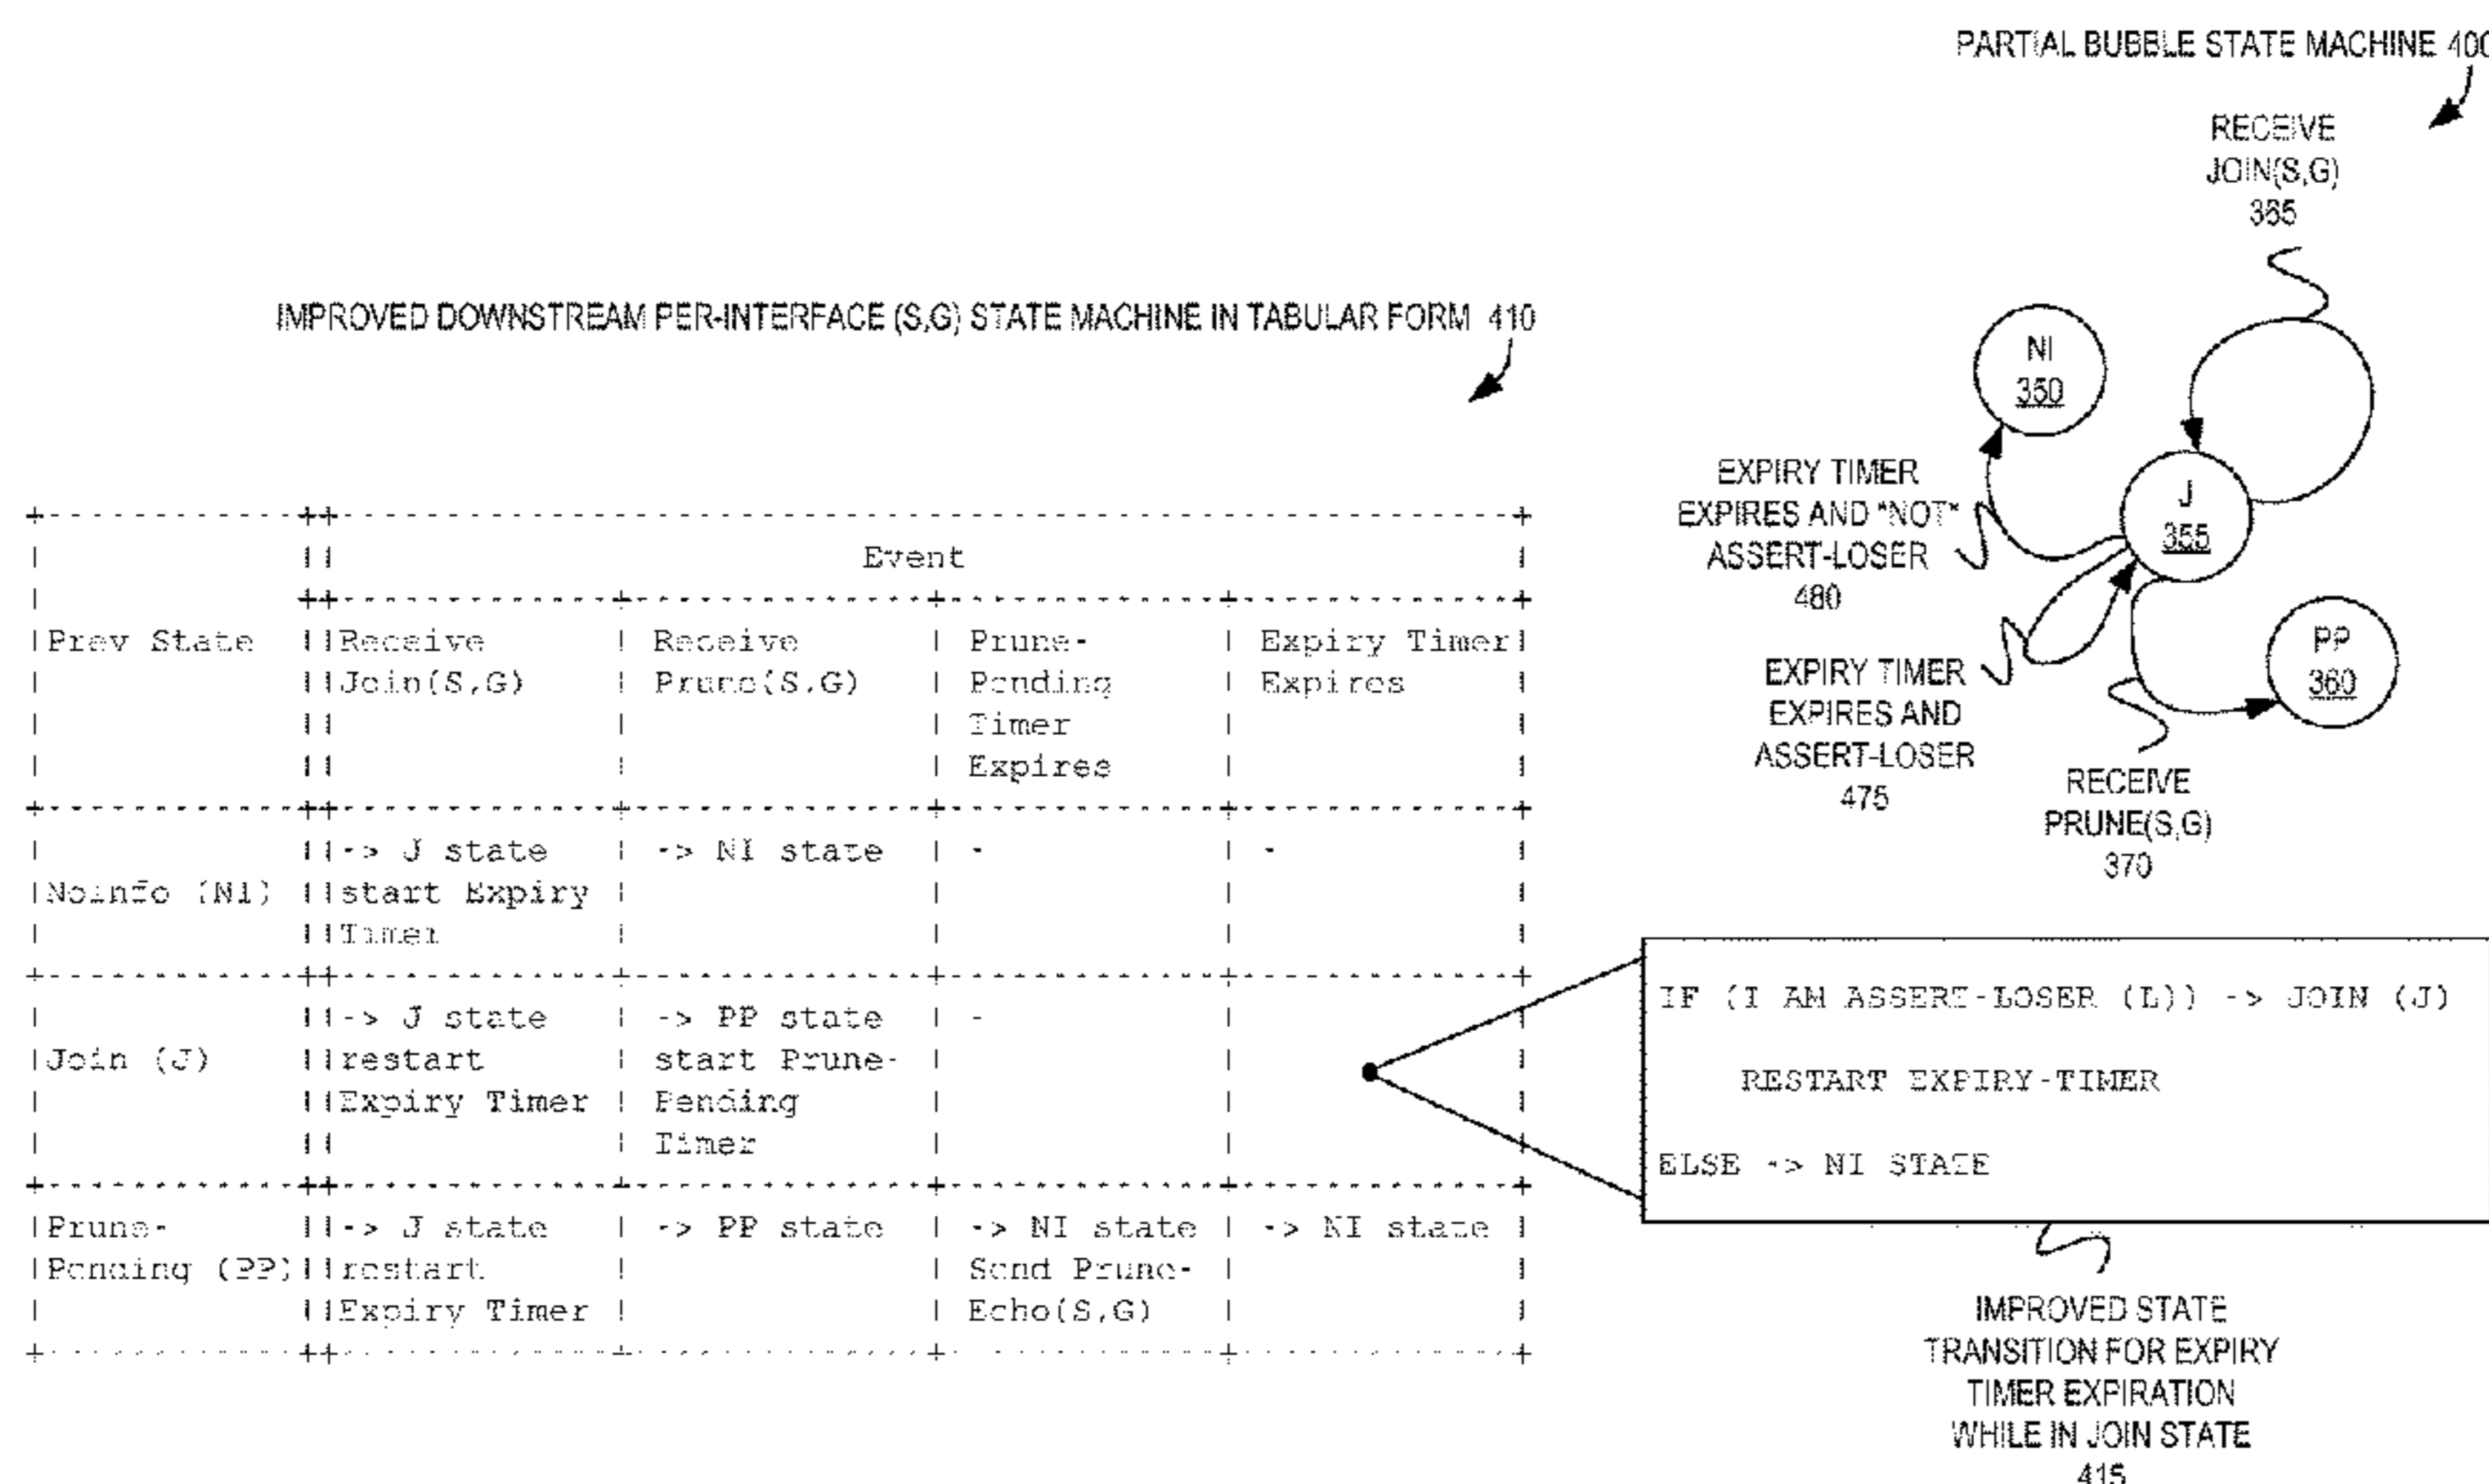 PARTIAL BUBBLE STATE MACHINE 400
RECEIVE
JOIN(S,G)
365
IMPROVED DOWNSTREAM PER-INTERFACE (S,G) STATE MACHINE IN TABULAR FORM 410
NI
350
J
355
PP
360
EXPIRY TIMER
EXPIRES AND *NOT*
ASSERT-LOSER
480
EXPIRY TIMER
EXPIRES AND
ASSERT-LOSER
475
RECEIVE
PRUNE(S,G)
370
Event
Prev State
Receive
Join(S,G)
Receive
Prune(S,G)
Prune-
Pending
Timer
Expires
Expiry Timer
Expires
NoInfo (NI)
-> J state
start Expiry
Timer
-> NI state
-
-
Join (J)
-> J state
restart
Expiry Timer
-> PP state
start Prune-
Pending
Timer
-
IF (I AM ASSERT-LOSER (L)) -> JOIN (J)
RESTART EXPIRY-TIMER
ELSE -> NI STATE
Prune-
Pending (PP)
-> J state
restart
Expiry Timer
-> PP state
-> NI state
Send Prune-
Echo(S,G)
-> NI state
IMPROVED STATE
TRANSITION FOR EXPIRY
TIMER EXPIRATION
WHILE IN JOIN STATE
415